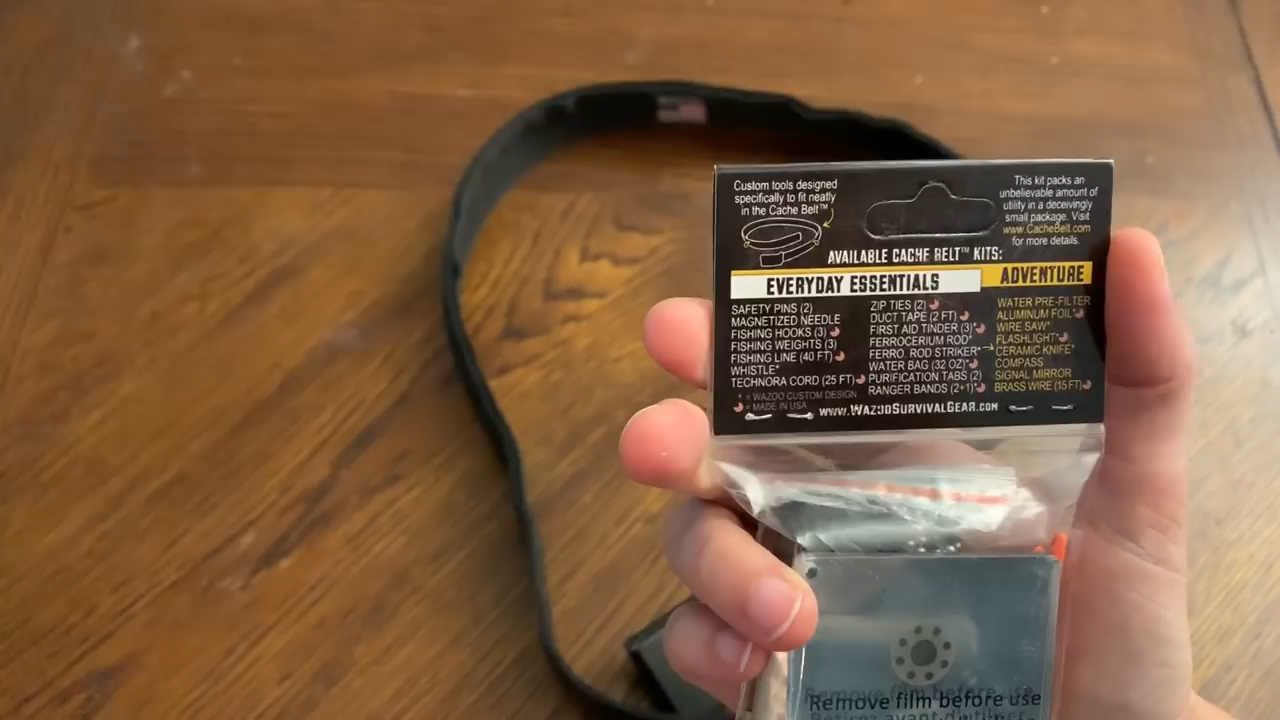 Custom tools designed
specifically to fit neatly
in the Cache Belt™
This kit packs an
unbelievable amount of
utility in a deceivingly
small package. Visit
www.CacheBelt.com
for more details.
AVAILABLE CACHE BELT™ KITS:
EVERYDAY ESSENTIALS
SAFETY PINS (2)
MAGNETIZED NEEDLE
FISHING HOOKS (3)
FISHING WEIGHTS (3)
FISHING LINE (40 FT)
WHISTLE*
TECHNORA CORD (25 FT)
ZIP TIES (2)
DUCT TAPE (2 FT)
FIRST AID TINDER (3)*
FERROCERIUM ROD*
FERRO. ROD STRIKER*
WATER BAG (32 OZ)*
PURIFICATION TABS (2)
RANGER BANDS (2+1)*
ADVENTURE
WATER PRE-FILTER
ALUMINUM FOIL*
WIRE SAW*
FLASHLIGHT*
CERAMIC KNIFE*
COMPASS
SIGNAL MIRROR
BRASS WIRE (15 FT)
* = WAZOO CUSTOM DESIGN
= MADE IN USA
www.WazooSurvivalGear.com
Remove film before use
Retirez avant d'utiliser